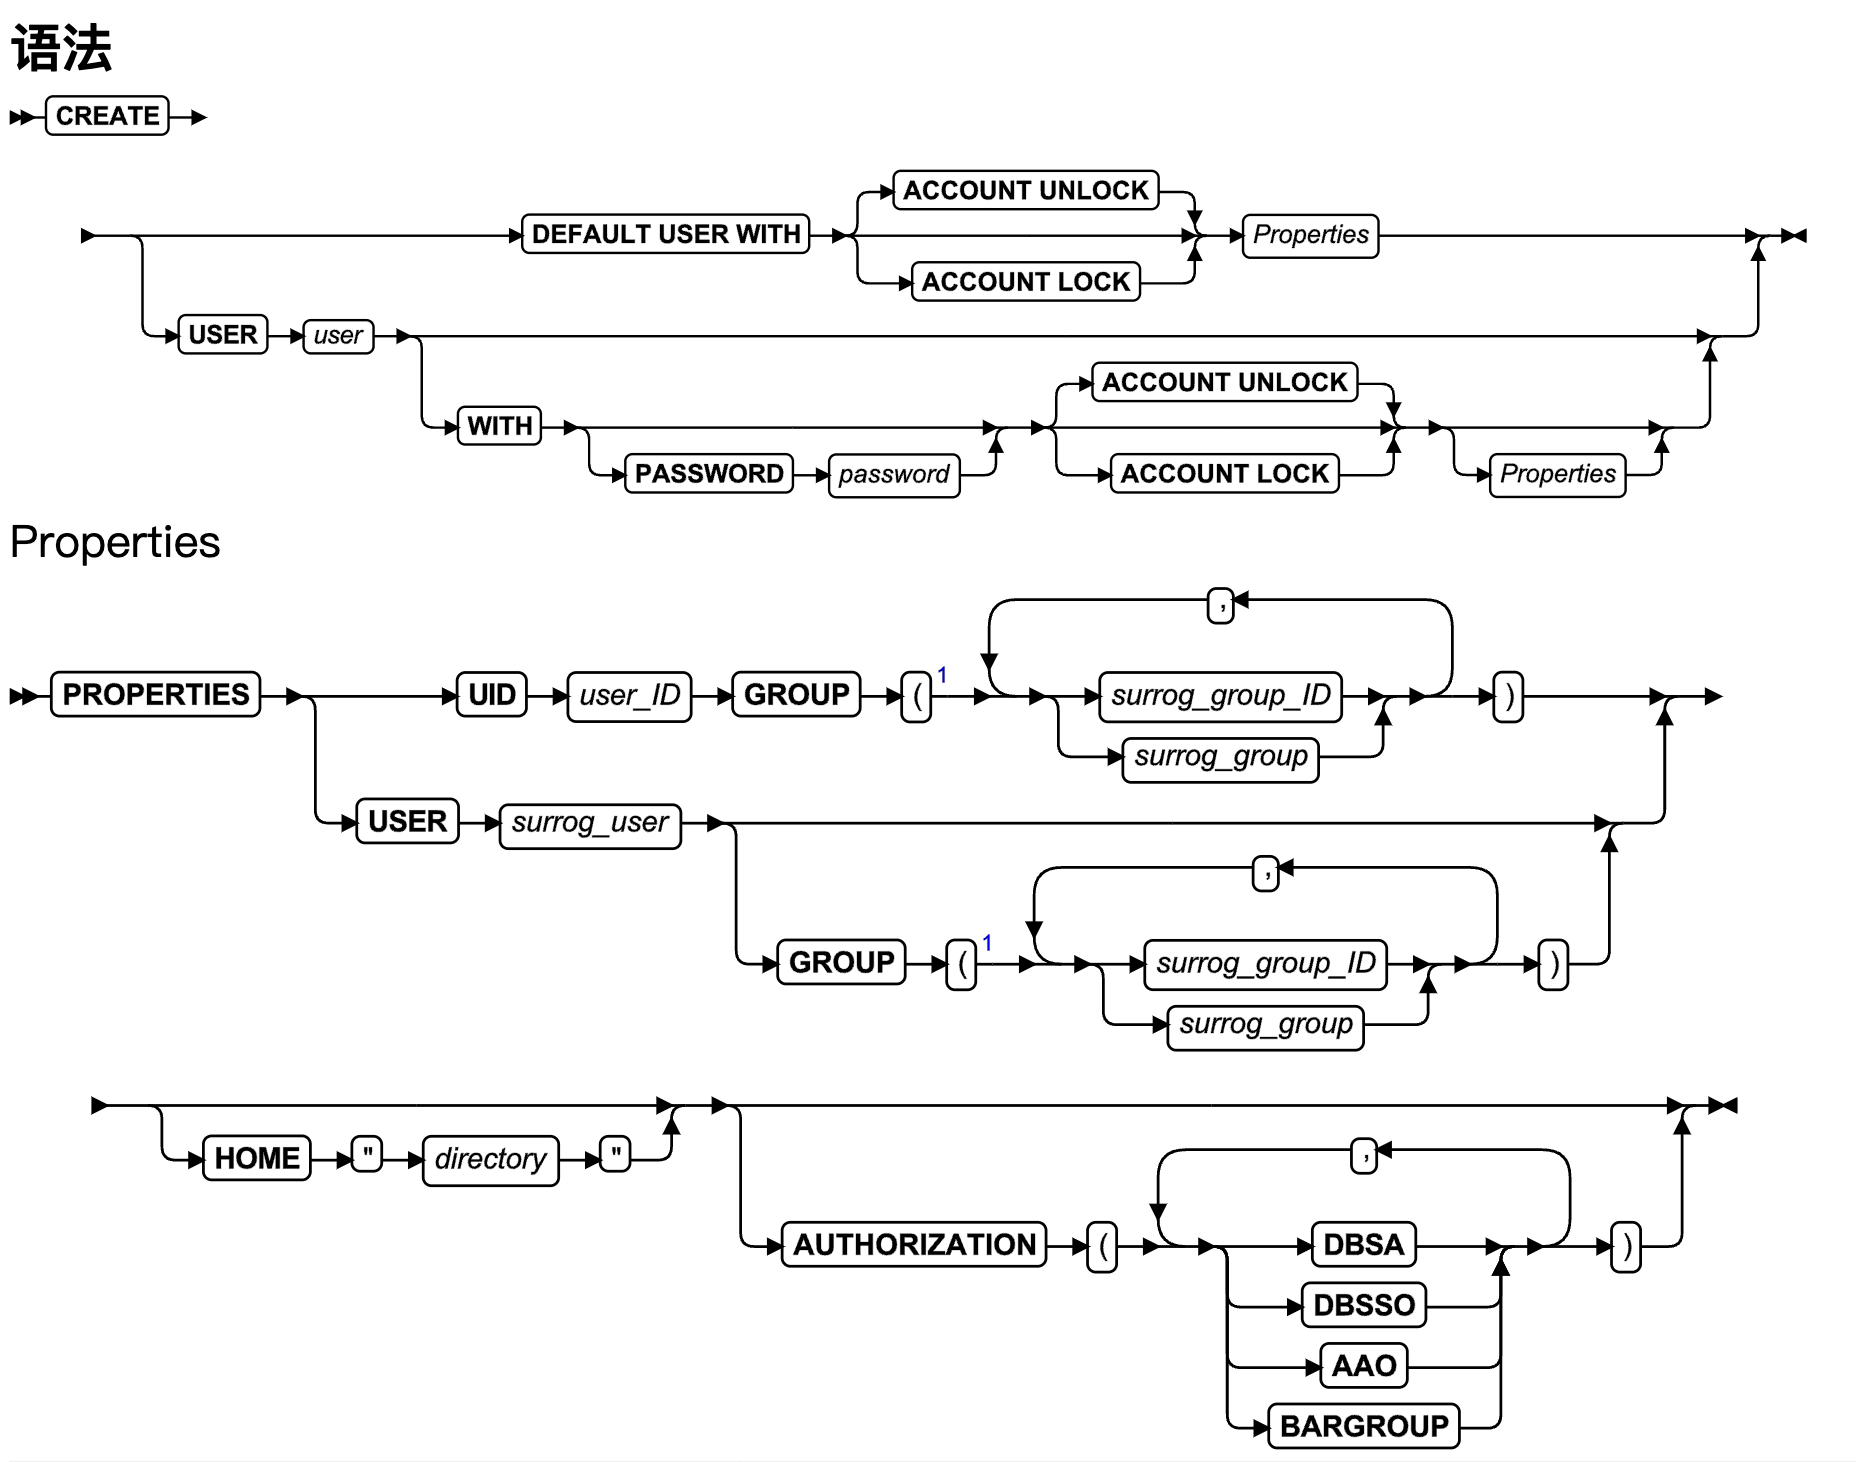 语法
CREATE
ACCOUNT UNLOCK
DEFAULT USER WITH Properties
ACCOUNT LOCK
USER user
ACCOUNT UNLOCK
WITH
PASSWORD password ACCOUNT LOCK Properties
Properties
,
PROPERTIES UID user_ID GROUP ( 1 surrog_group_ID )
surrog_group
USER surrog_user
,
GROUP ( 1 surrog_group_ID )
surrog_group
HOME " directory "
,
AUTHORIZATION ( DBSA )
DBSSO
AAO
BARGROUP